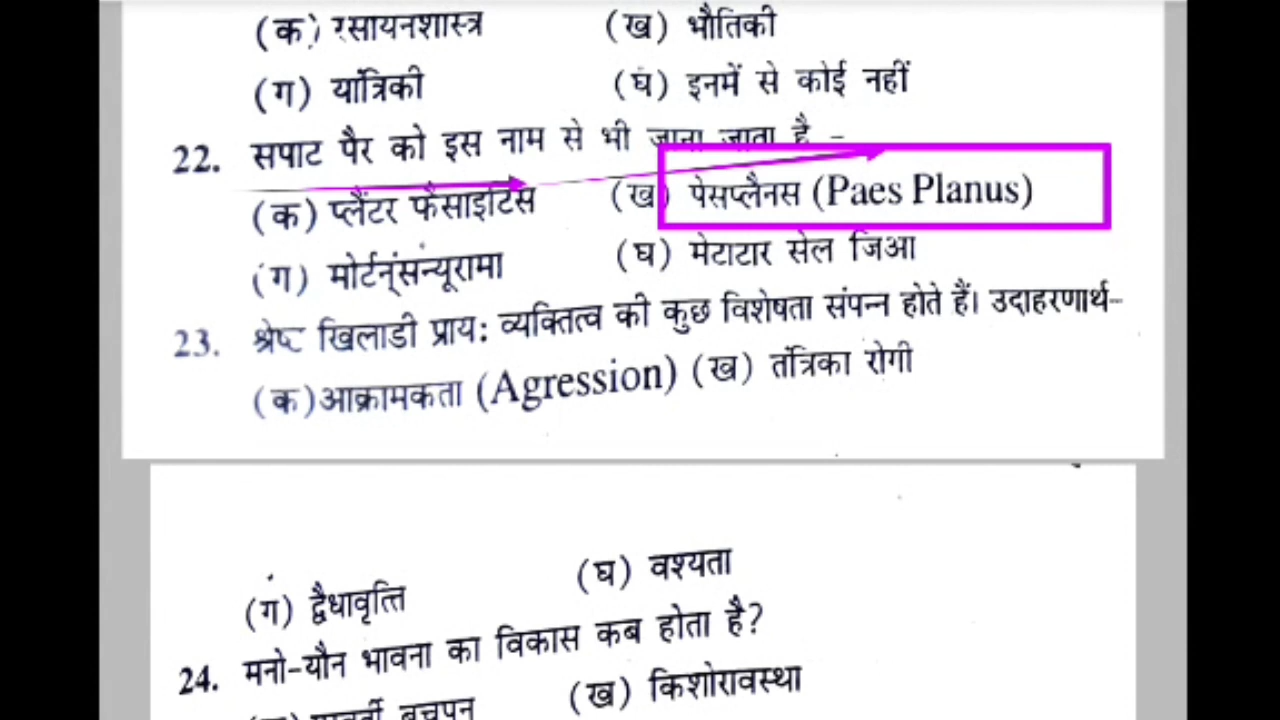 (क) रसायनशास्त्र (ख) भौतिकी
(ग) यांत्रिकी (घ) इनमें से कोई नहीं
22. सपाट पैर को इस नाम से भी जाना जाता है –
(क) प्लैंटर फैसाइटिस (ख) पेसप्लैनस (Paes Planus)
(ग) मोर्टन्संन्यूरामा (घ) मेटाटार सेल जिआ
23. श्रेष्ट खिलाडी प्राय: व्यक्तित्व की कुछ विशेषता संपन्न होते हैं। उदाहरणार्थ–
(क) आक्रामकता (Agression) (ख) तंत्रिका रोगी
(ग) द्वैधावृत्ति (घ) वश्यता
24. मनो-यौन भावना का विकास कब होता है?
बचपन (ख) किशोरावस्था